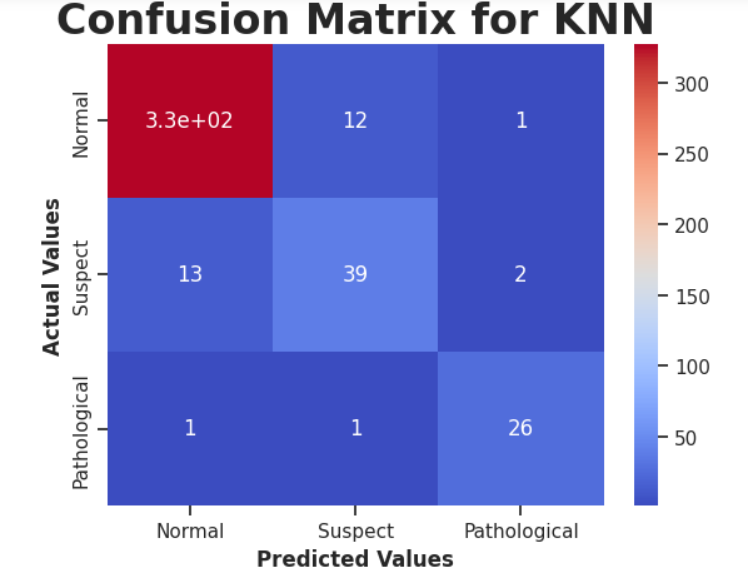 Confusion Matrix for KNN
Actual Values
Normal
Suspect
Pathological
3.3e+02 12 1
13 39 2
1 1 26
Normal Suspect Pathological
Predicted Values
300
250
200
150
100
50